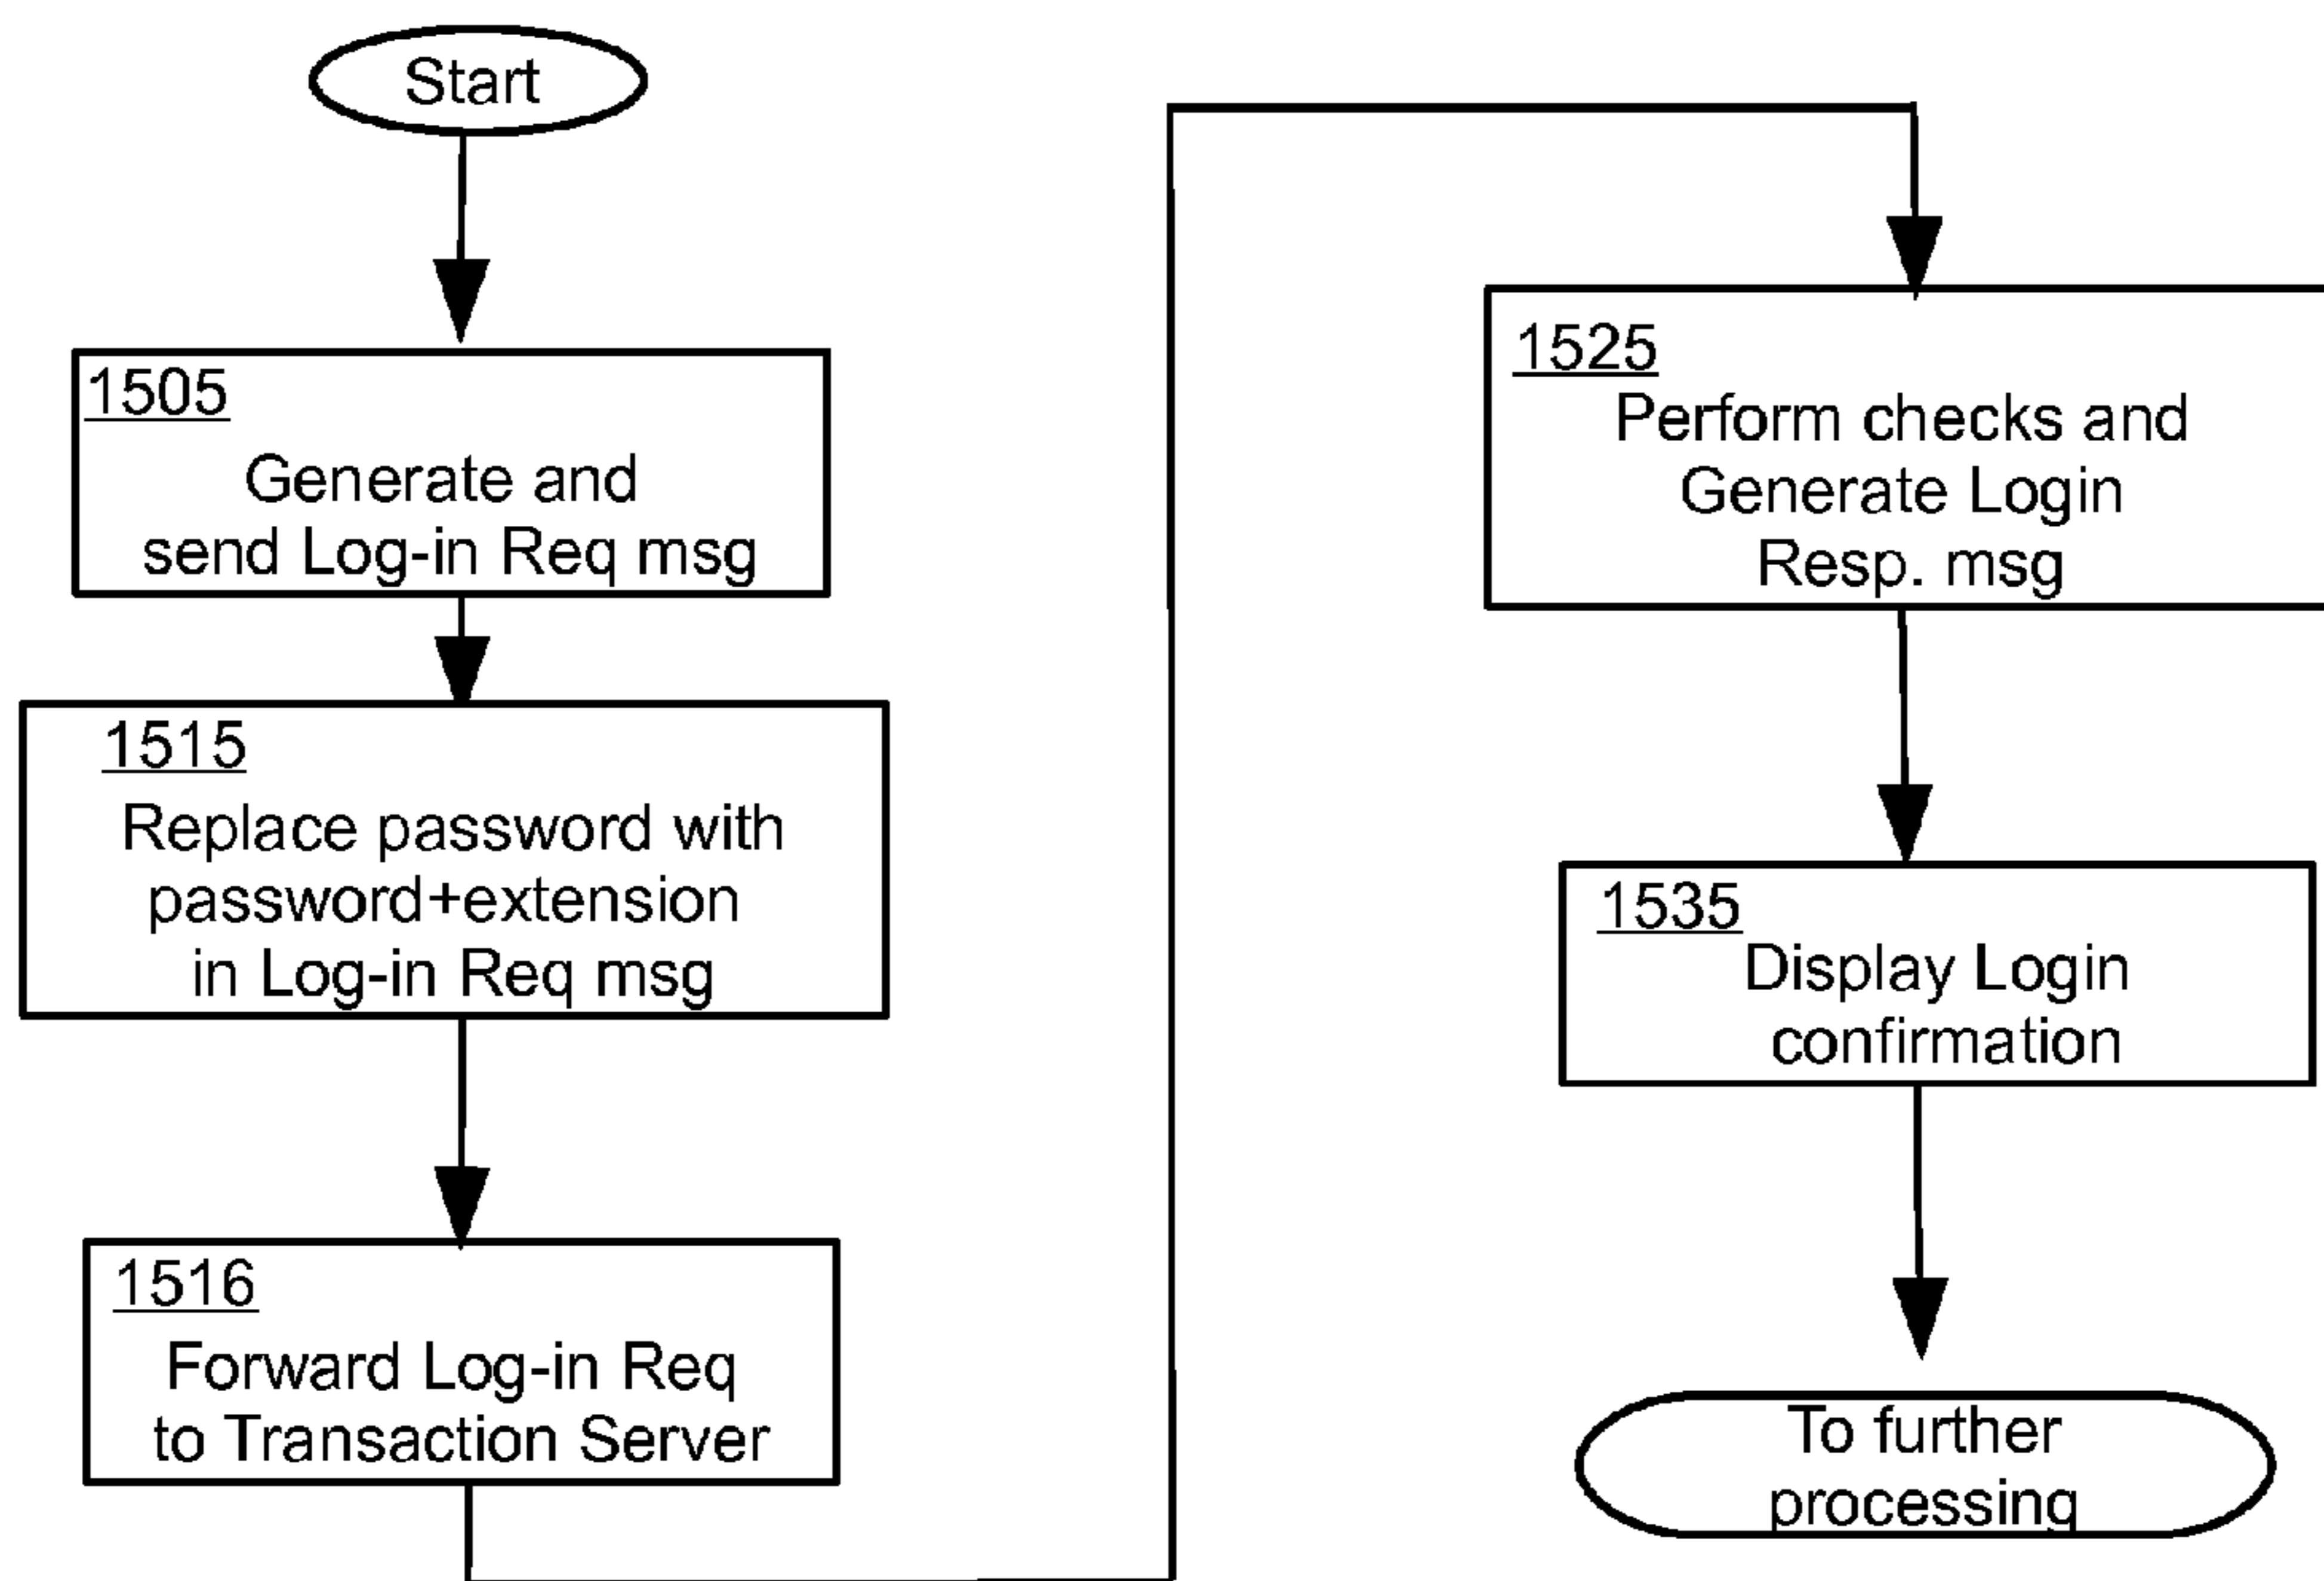 Start
1505
Generate and
send Log-in Req msg
1515
Replace password with
password+extension
in Log-in Req msg
1516
Forward Log-in Req
to Transaction Server
1525
Perform checks and
Generate Login
Resp. msg
1535
Display Login
confirmation
To further
processing